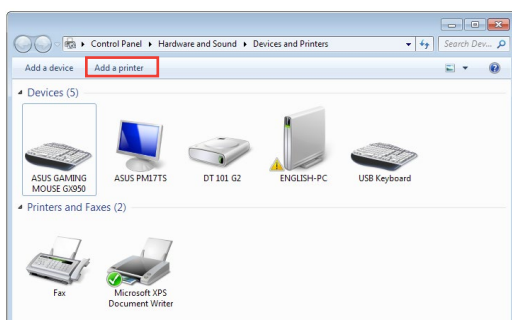 Control Panel ▸ Hardware and Sound ▸ Devices and Printers
Search Dev...
Add a device
Add a printer
Devices (5)
ASUS GAMING MOUSE GX950
ASUS PM17TS
DT 101 G2
ENGLISH-PC
USB Keyboard
Printers and Faxes (2)
Fax
Microsoft XPS Document Writer